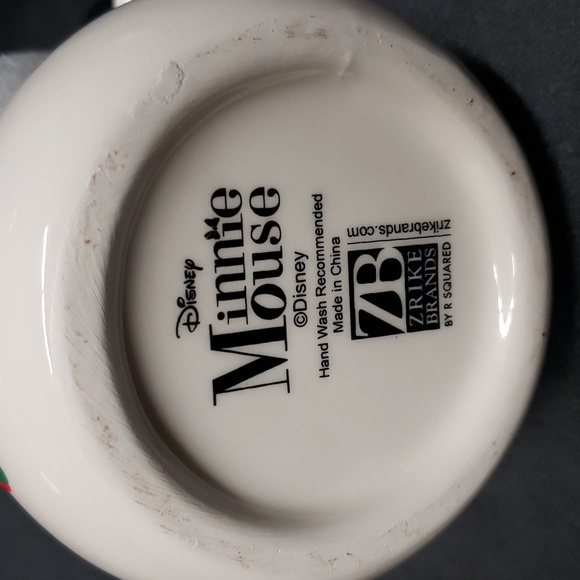 Disney
Minnie
Mouse
©Disney
Hand Wash Recommended
Made in China
ZB
ZRIKE
BRANDS
BY R SQUARED
zrikebrands.com